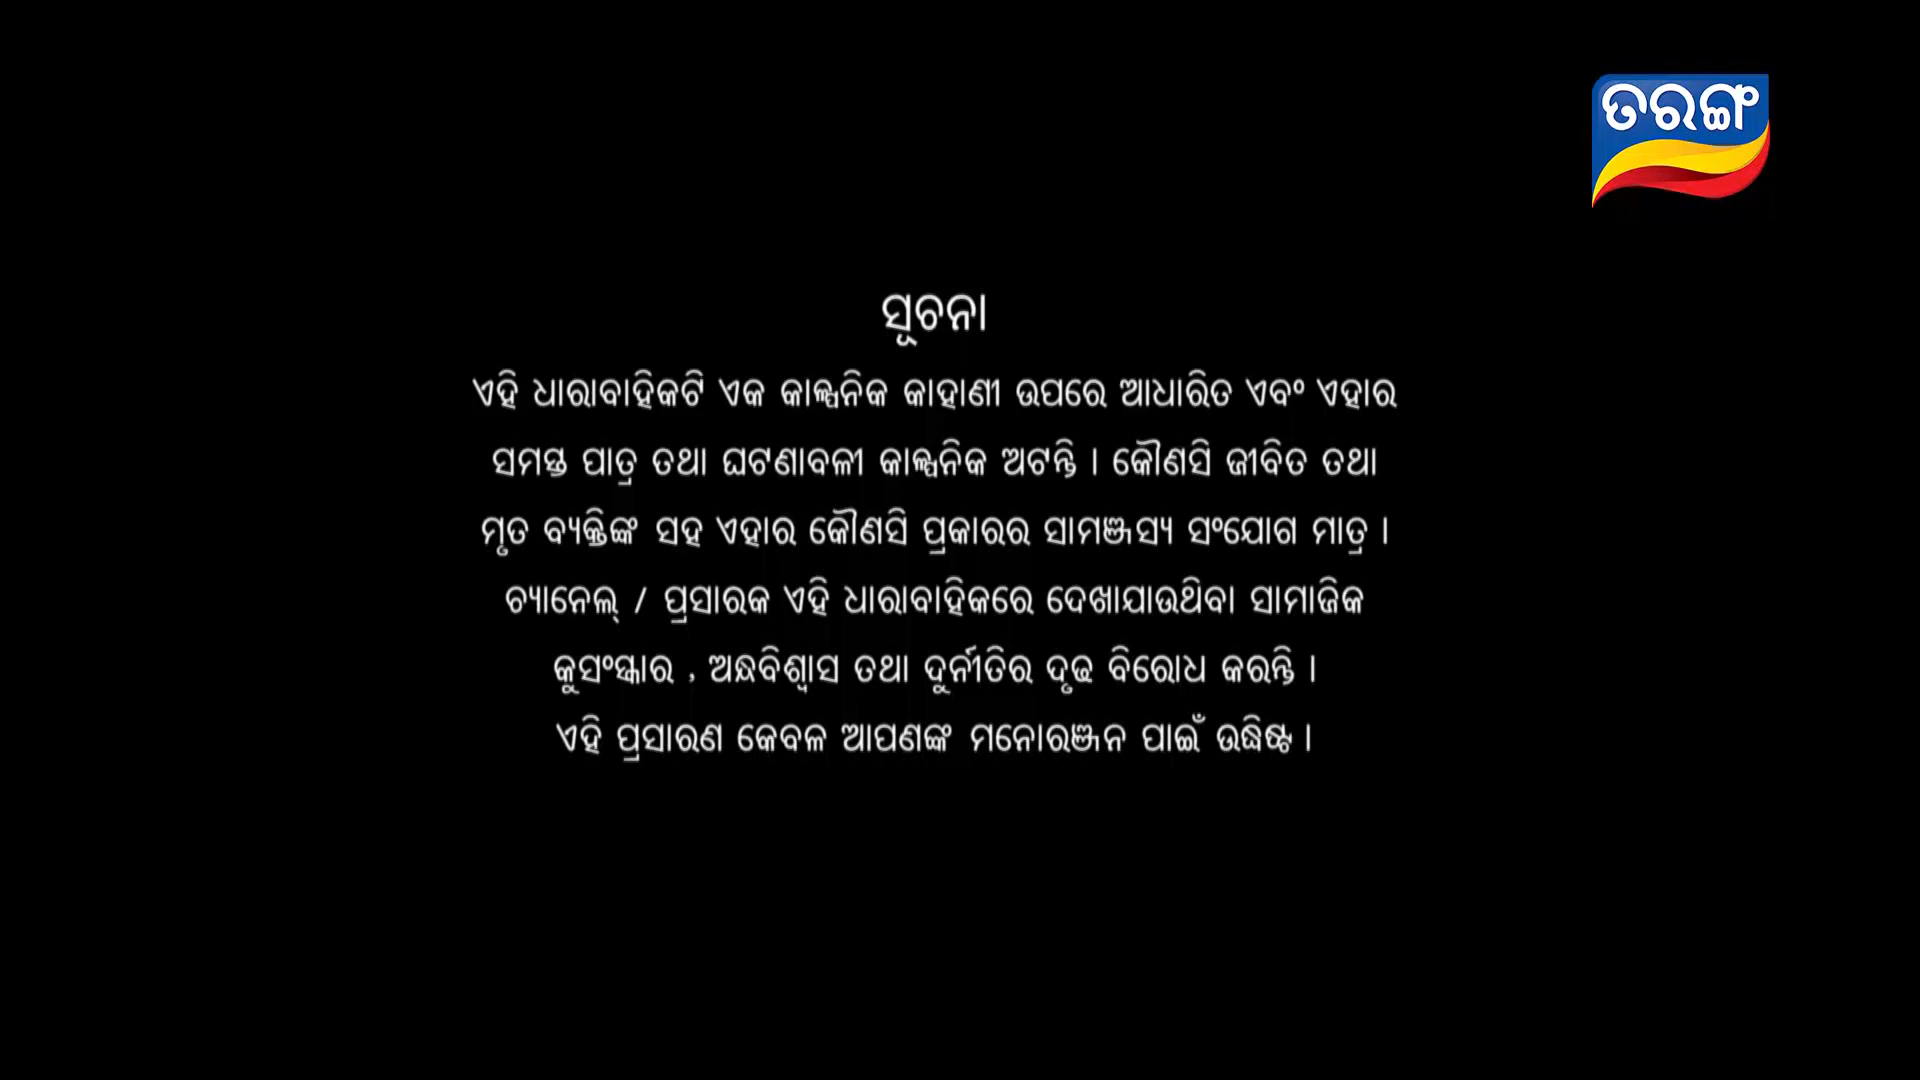 ତରଙ୍ଗ
ସୂଚନା
ଏହି ଧାରାବାହିକଟି ଏକ କାଳ୍ପନିକ କାହାଣୀ ଉପରେ ଆଧାରିତ ଏବଂ ଏହାର
ସମସ୍ତ ପାତ୍ର ତଥା ଘଟଣାବଳୀ କାଳ୍ପନିକ ଅଟନ୍ତି । କୌଣସି ଜୀବିତ ତଥା
ମୃତ ବ୍ୟକ୍ତିଙ୍କ ସହ ଏହାର କୌଣସି ପ୍ରକାରର ସାମଞ୍ଜସ୍ୟ ସଂଯୋଗ ମାତ୍ର ।
ଚ୍ୟାନେଲ୍ / ପ୍ରସାରକ ଏହି ଧାରାବାହିକରେ ଦେଖାଯାଉଥିବା ସାମାଜିକ
କୁସଂସ୍କାର , ଅନ୍ଧବିଶ୍ୱାସ ତଥା ଦୁର୍ନୀତିର ଦୃଢ ବିରୋଧ କରନ୍ତି ।
ଏହି ପ୍ରସାରଣ କେବଳ ଆପଣଙ୍କ ମନୋରଞ୍ଜନ ପାଇଁ ଉଦ୍ଧିଷ୍ଟ ।